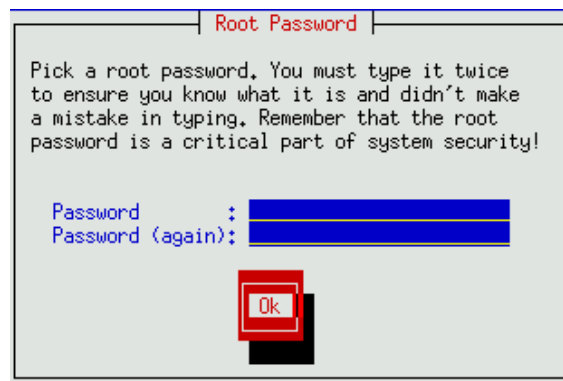 Root Password
Pick a root password. You must type it twice
to ensure you know what it is and didn't make
a mistake in typing. Remember that the root
password is a critical part of system security!
Password :
Password (again):
Ok